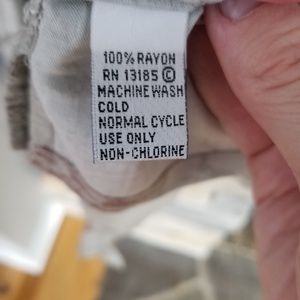 100% RAYON
RN 13185 ©
MACHINE WASH
COLD
NORMAL CYCLE
USE ONLY
NON-CHLORINE